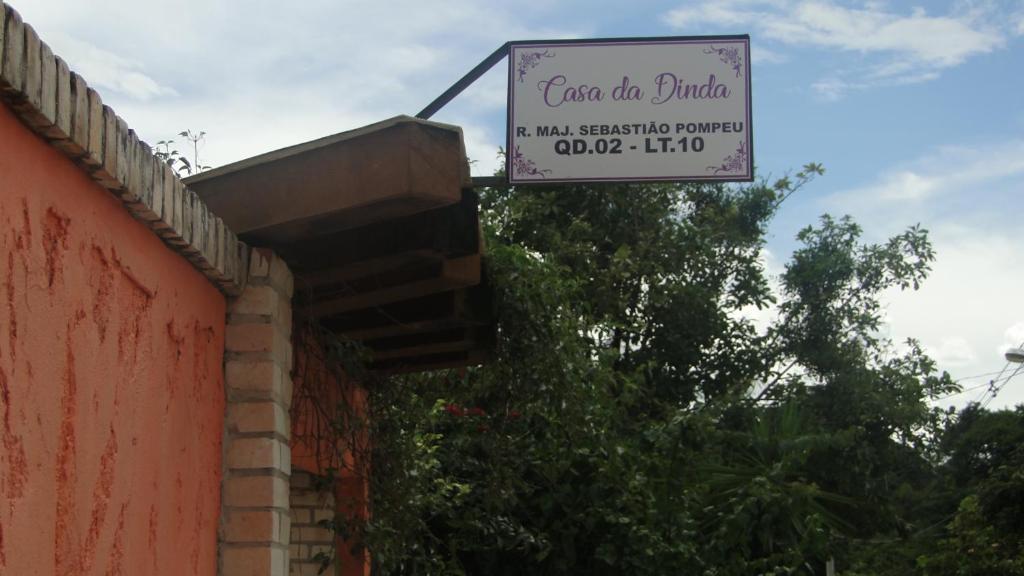 Casa da Dinda
R. MAJ. SEBASTIÃO POMPEU
QD.02 - LT.10